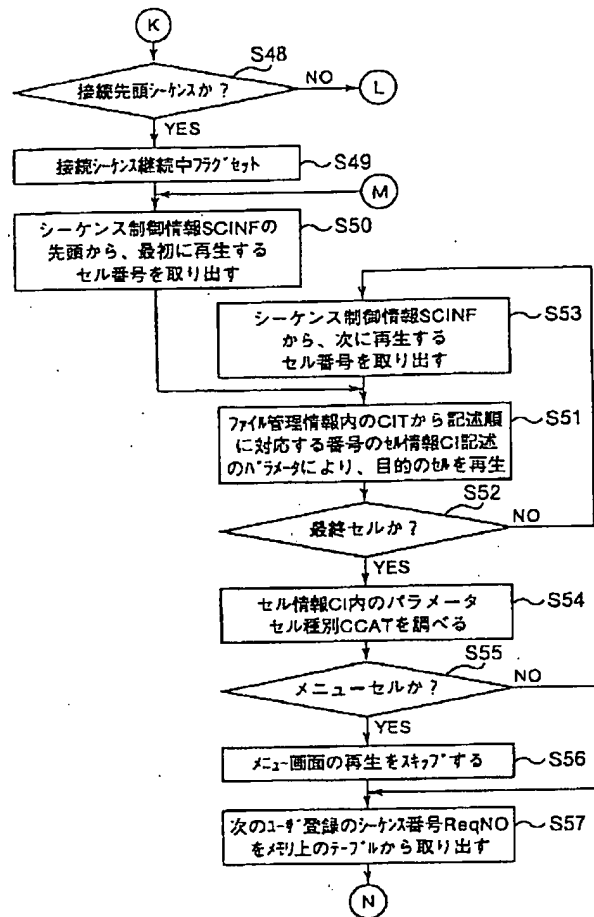 K
S48
接続先頭シーケンスか？
NO
L
YES
接続シーケンス継続中フラグセット
S49
M
S50
シーケンス制御情報SCINFの
先頭から、最初に再生する
セル番号を取り出す
シーケンス制御情報SCINF
から、次に再生する
セル番号を取り出す
S53
ファイル管理情報内のCITから記述順
に対応する番号のセル情報CI記述
のパラメータにより、目的のセルを再生
S51
S52
最終セルか？
NO
YES
セル情報CI内のパラメータ
セル種別CCATを調べる
S54
S55
メニューセルか？
NO
YES
メニュー画面の再生をスキップする
S56
次のユーザ登録のシーケンス番号ReqNO
をメモリ上のテーブルから取り出す
S57
N